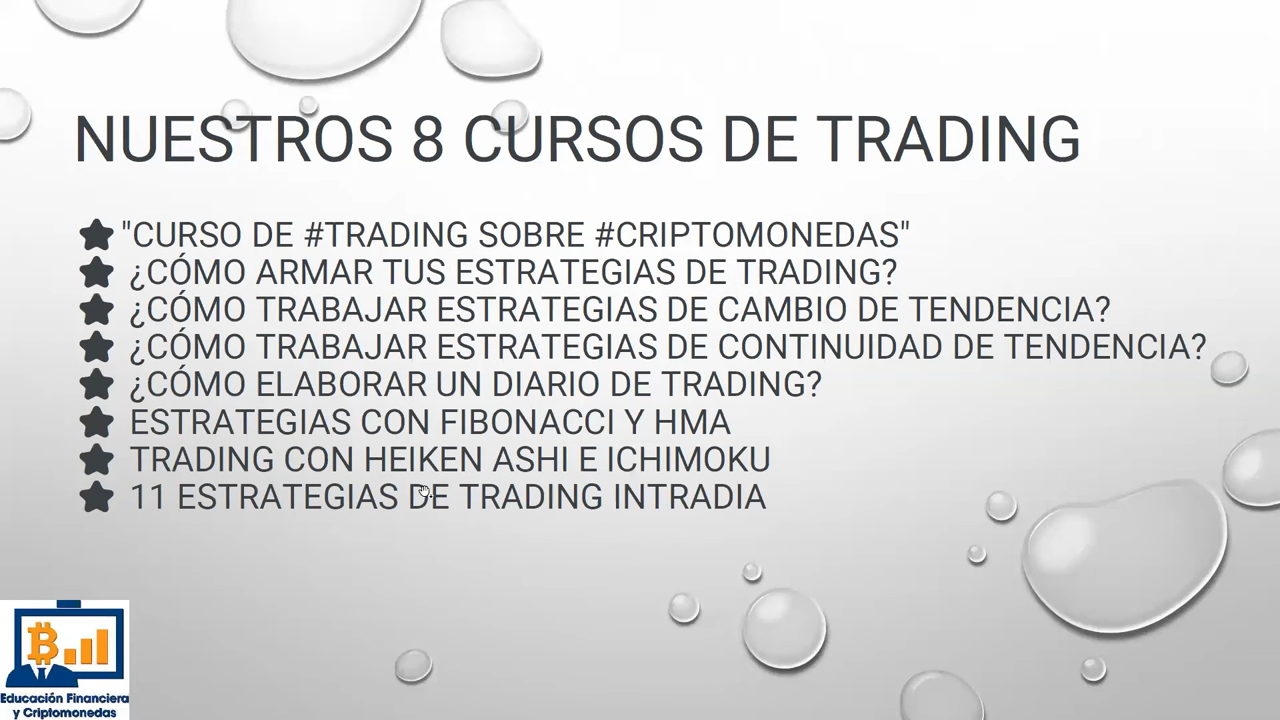 NUESTROS 8 CURSOS DE TRADING
"CURSO DE #TRADING SOBRE #CRIPTOMONEDAS"
¿CÓMO ARMAR TUS ESTRATEGIAS DE TRADING?
¿CÓMO TRABAJAR ESTRATEGIAS DE CAMBIO DE TENDENCIA?
¿CÓMO TRABAJAR ESTRATEGIAS DE CONTINUIDAD DE TENDENCIA?
¿CÓMO ELABORAR UN DIARIO DE TRADING?
ESTRATEGIAS CON FIBONACCI Y HMA
TRADING CON HEIKEN ASHI E ICHIMOKU
11 ESTRATEGIAS DE TRADING INTRADIA
Educación Financiera
y Criptomonedas